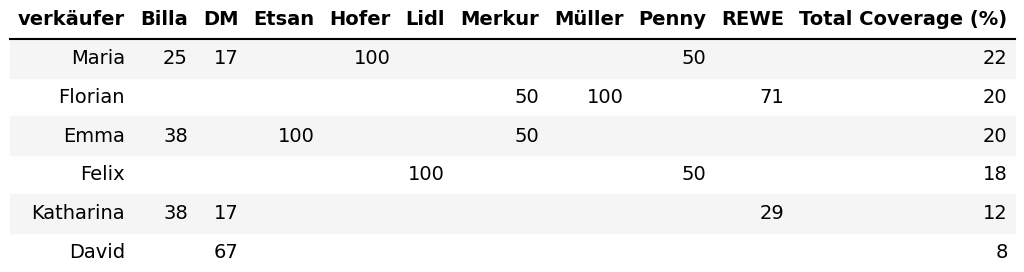 verkäufer Billa DM Etsan Hofer Lidl Merkur Müller Penny REWE Total Coverage (%)
Maria 25 17 100 50 22
Florian 50 100 71 20
Emma 38 100 50 20
Felix 100 50 18
Katharina 38 17 29 12
David 67 8